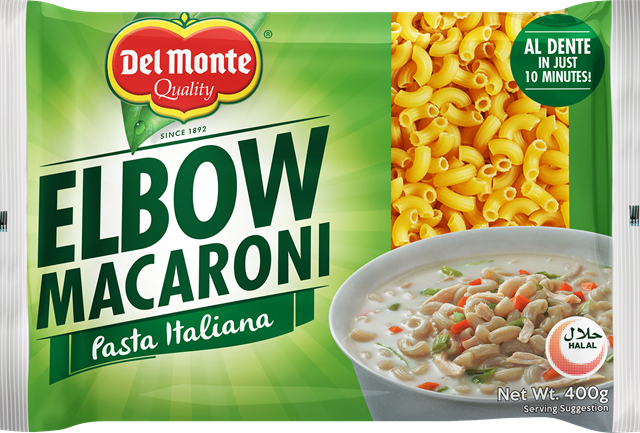 Del Monte
®
Quality
SINCE 1892
ELBOW
MACARONI
Pasta Italiana
AL DENTE
IN JUST
10 MINUTES!
حلال
HALAL
Net Wt. 400g
Serving Suggestion